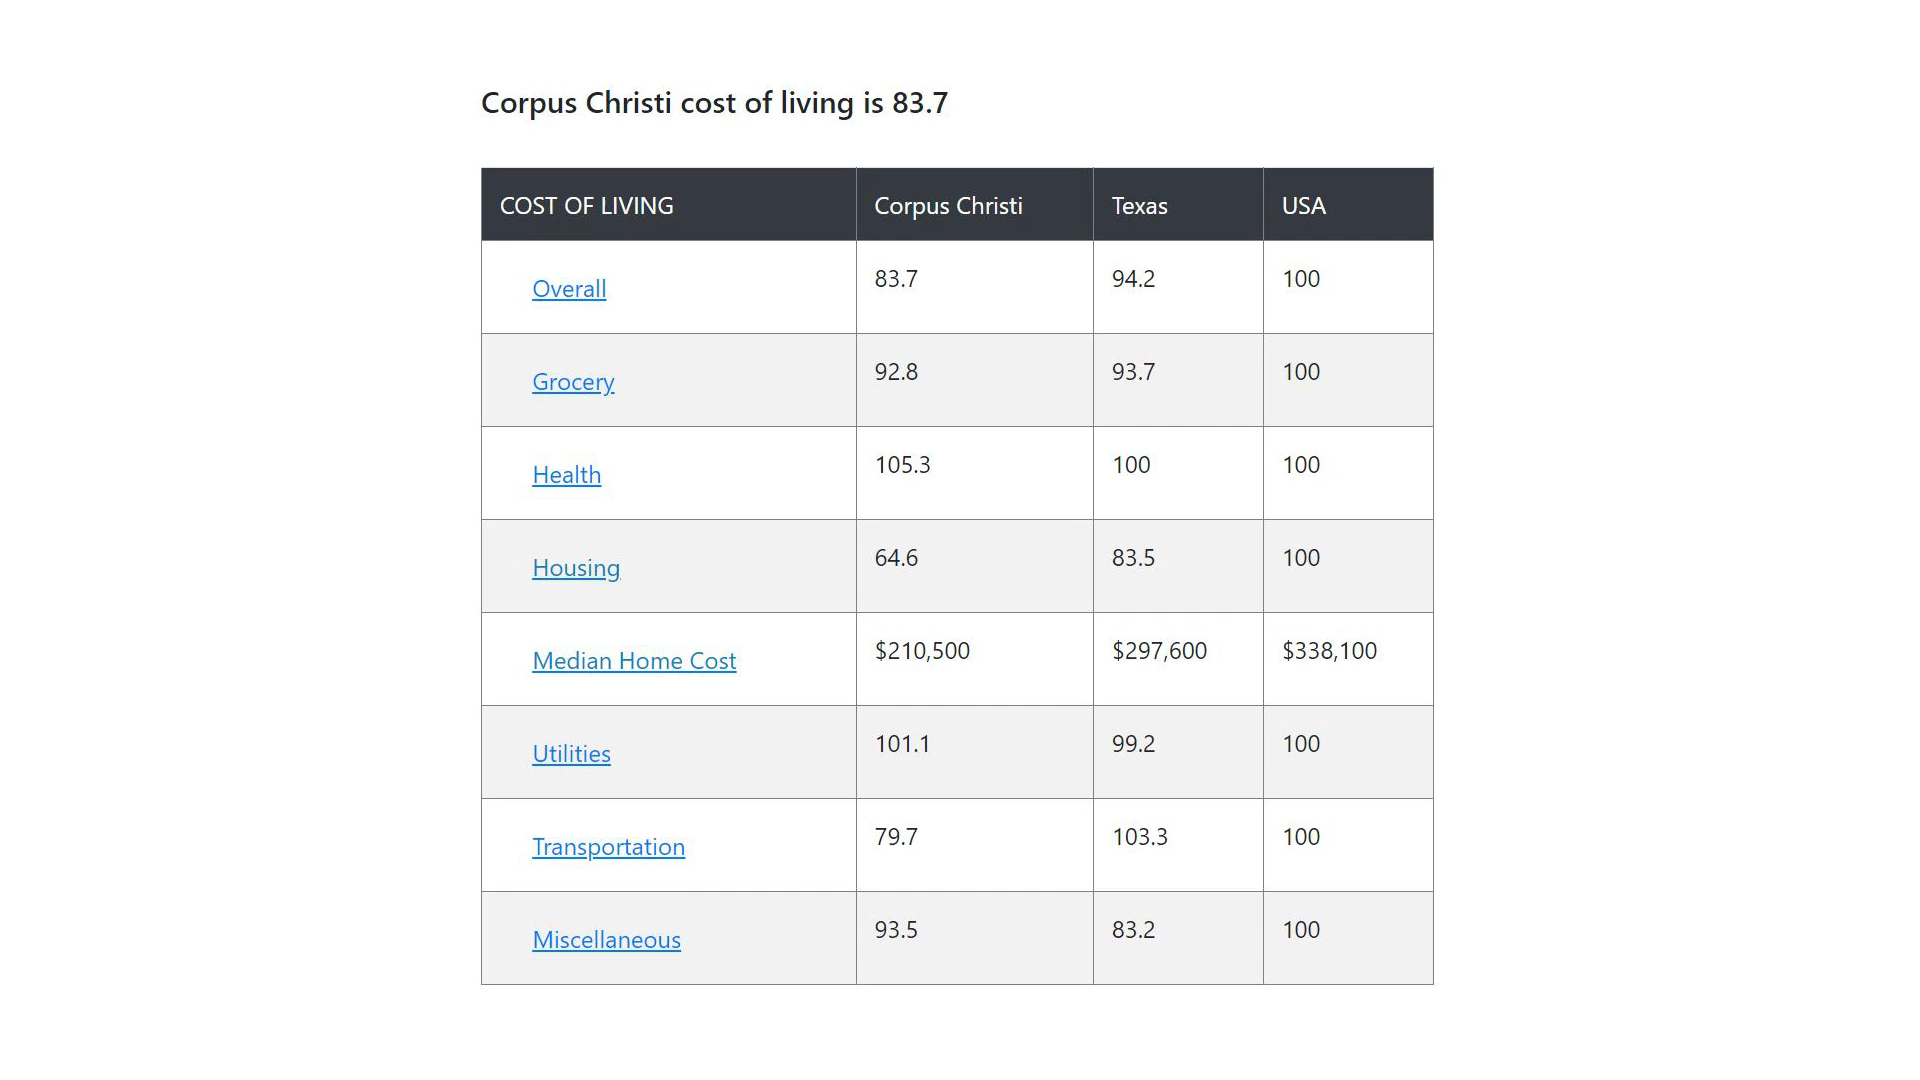 Corpus Christi cost of living is 83.7
COST OF LIVING Corpus Christi Texas USA
Overall 83.7 94.2 100
Grocery 92.8 93.7 100
Health 105.3 100 100
Housing 64.6 83.5 100
Median Home Cost $210,500 $297,600 $338,100
Utilities 101.1 99.2 100
Transportation 79.7 103.3 100
Miscellaneous 93.5 83.2 100